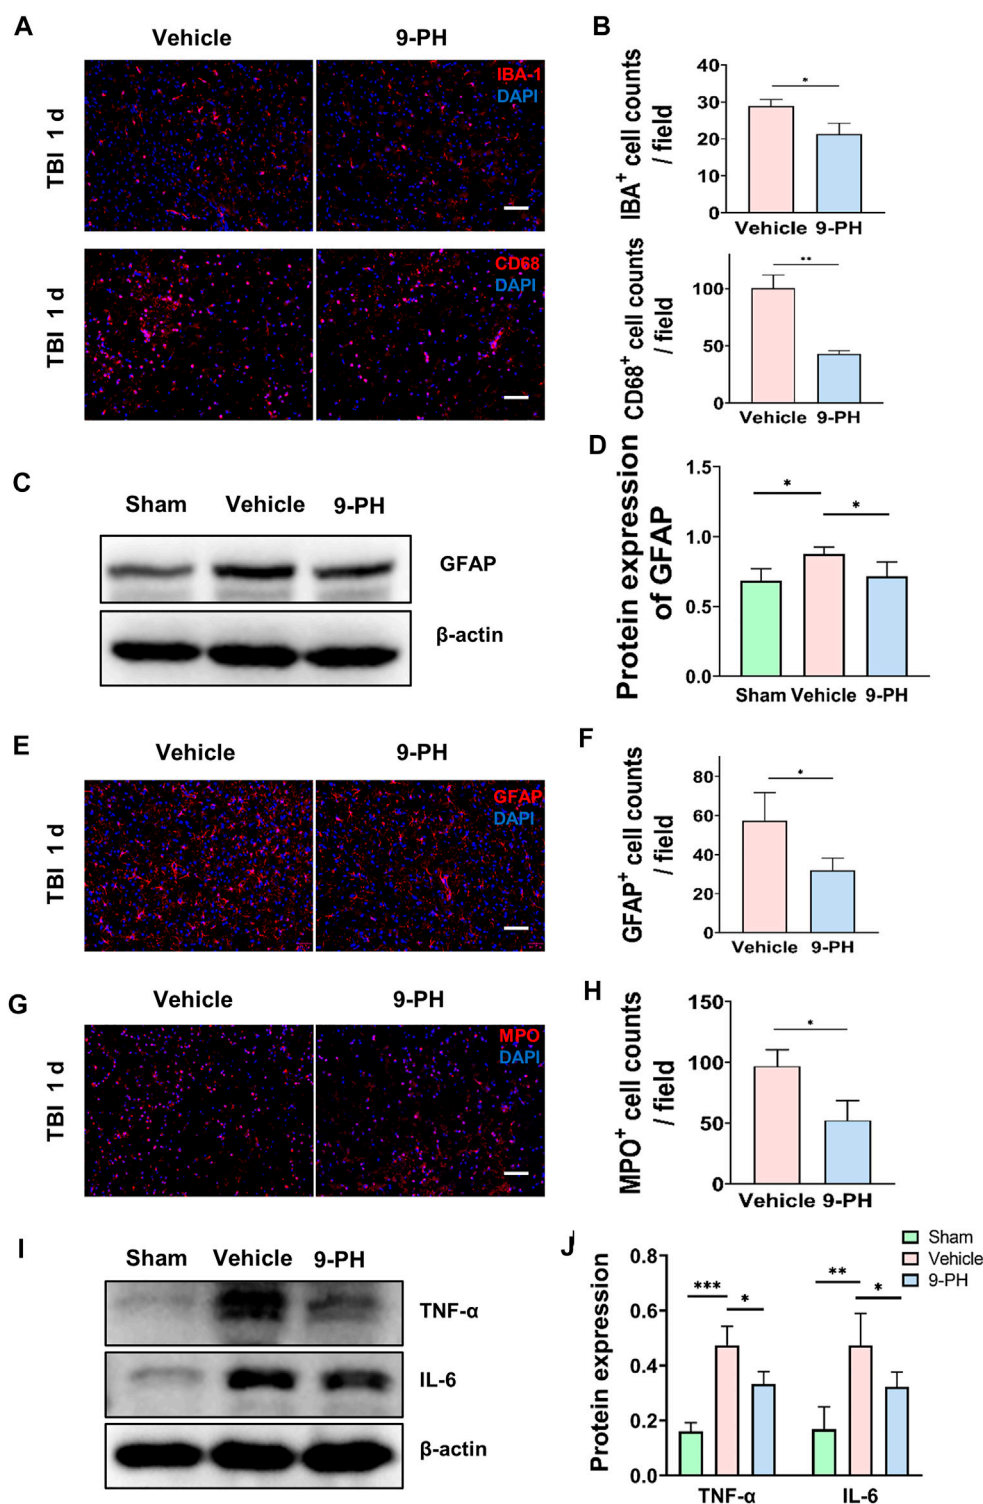 A
Vehicle
9-PH
TBI 1 d
IBA-1
DAPI
TBI 1 d
CD68
DAPI
B
IBA⁺ cell counts
/ field
40
30
20
10
0
*
Vehicle 9-PH
CD68⁺ cell counts
/ field
100
50
0
**
Vehicle 9-PH
C
Sham
Vehicle
9-PH
GFAP
β-actin
D
Protein expression
of GFAP
1.5
1.0
0.5
0.0
*
*
Sham Vehicle 9-PH
E
Vehicle
9-PH
TBI 1 d
GFAP
DAPI
F
GFAP⁺ cell counts
/ field
80
60
40
20
0
*
Vehicle 9-PH
G
Vehicle
9-PH
TBI 1 d
MPO
DAPI
H
MPO⁺ cell counts
/ field
150
100
50
0
*
Vehicle 9-PH
I
Sham
Vehicle
9-PH
TNF-α
IL-6
β-actin
J
Sham
Vehicle
9-PH
Protein expression
0.8
0.6
0.4
0.2
0.0
***
*
**
*
TNF-α
IL-6